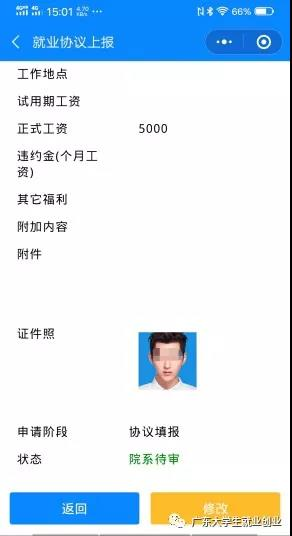 15:01 4.70 KB/s ··· 66%
就业协议上报
工作地点
试用期工资
正式工资 5000
违约金(个月工
资)
其它福利
附加内容
附件
证件照
申请阶段 协议填报
状态 院系待审
返回 修改
广东大学生就业创业